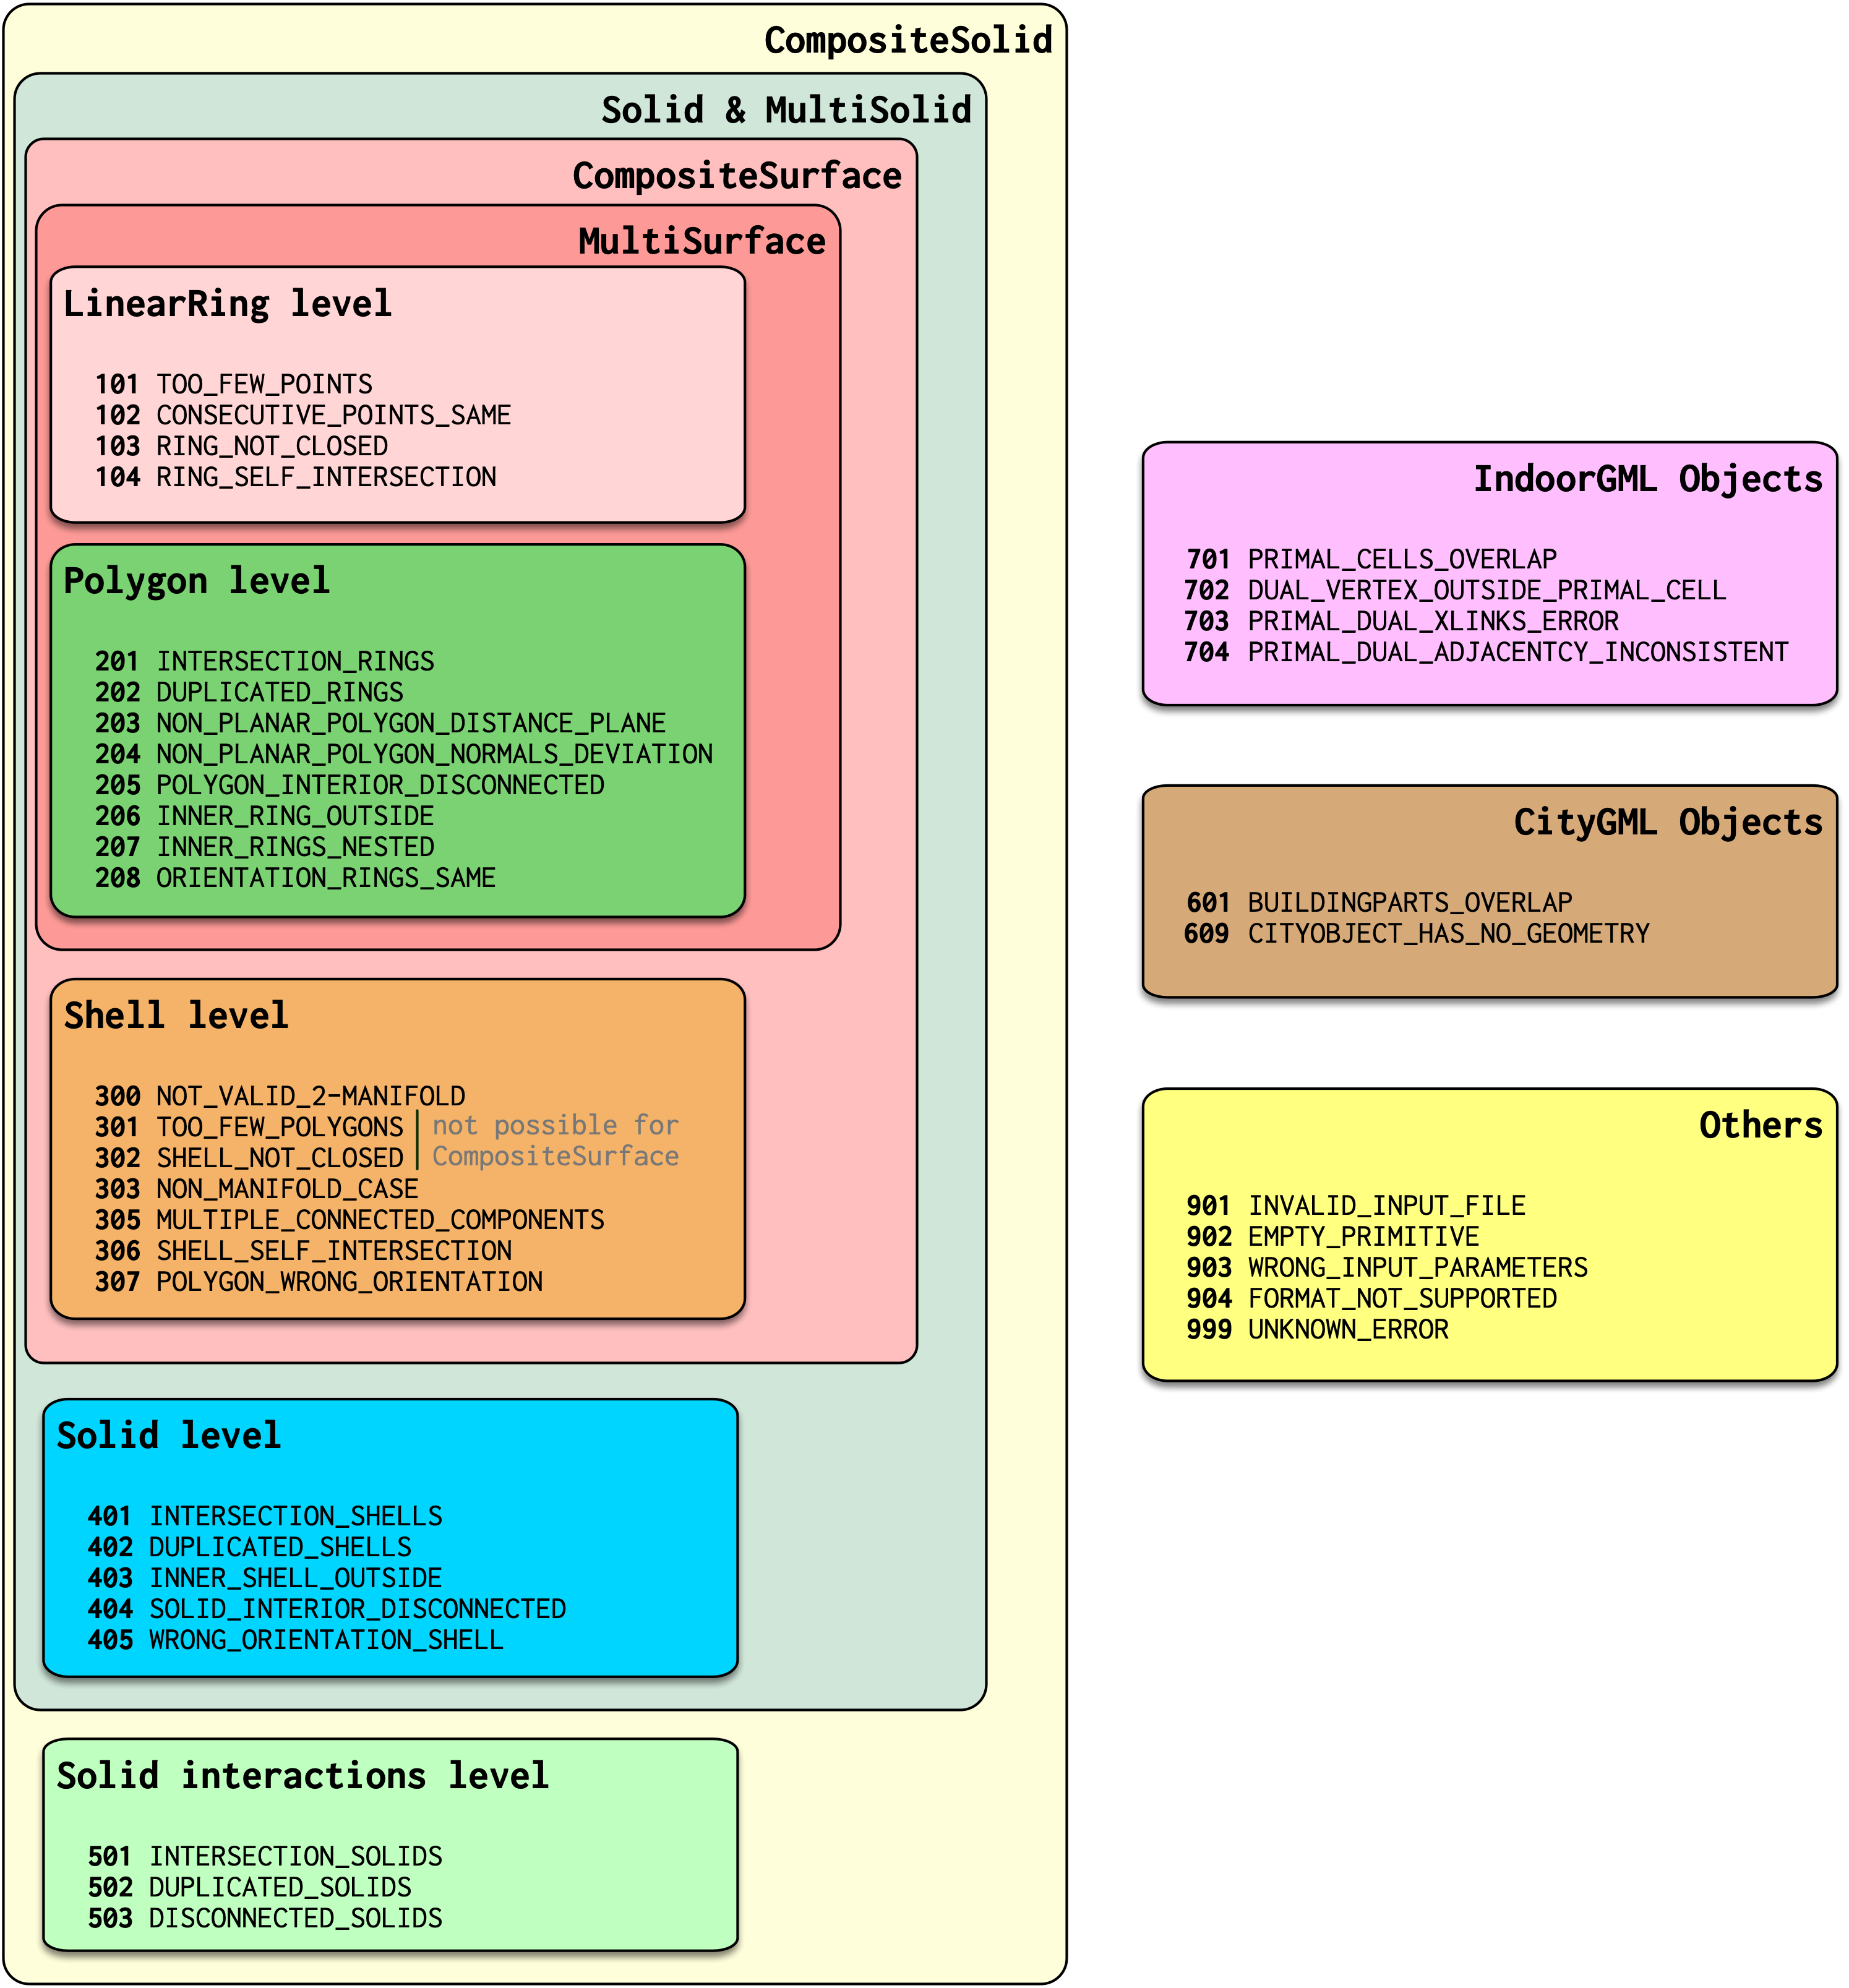 CompositeSolid
Solid & MultiSolid
CompositeSurface
MultiSurface
LinearRing level
101 TOO_FEW_POINTS
102 CONSECUTIVE_POINTS_SAME
103 RING_NOT_CLOSED
104 RING_SELF_INTERSECTION
Polygon level
201 INTERSECTION_RINGS
202 DUPLICATED_RINGS
203 NON_PLANAR_POLYGON_DISTANCE_PLANE
204 NON_PLANAR_POLYGON_NORMALS_DEVIATION
205 POLYGON_INTERIOR_DISCONNECTED
206 INNER_RING_OUTSIDE
207 INNER_RINGS_NESTED
208 ORIENTATION_RINGS_SAME
Shell level
300 NOT_VALID_2-MANIFOLD
301 TOO_FEW_POLYGONS not possible for
302 SHELL_NOT_CLOSED CompositeSurface
303 NON_MANIFOLD_CASE
305 MULTIPLE_CONNECTED_COMPONENTS
306 SHELL_SELF_INTERSECTION
307 POLYGON_WRONG_ORIENTATION
Solid level
401 INTERSECTION_SHELLS
402 DUPLICATED_SHELLS
403 INNER_SHELL_OUTSIDE
404 SOLID_INTERIOR_DISCONNECTED
405 WRONG_ORIENTATION_SHELL
Solid interactions level
501 INTERSECTION_SOLIDS
502 DUPLICATED_SOLIDS
503 DISCONNECTED_SOLIDS
IndoorGML Objects
701 PRIMAL_CELLS_OVERLAP
702 DUAL_VERTEX_OUTSIDE_PRIMAL_CELL
703 PRIMAL_DUAL_XLINKS_ERROR
704 PRIMAL_DUAL_ADJACENTCY_INCONSISTENT
CityGML Objects
601 BUILDINGPARTS_OVERLAP
609 CITYOBJECT_HAS_NO_GEOMETRY
Others
901 INVALID_INPUT_FILE
902 EMPTY_PRIMITIVE
903 WRONG_INPUT_PARAMETERS
904 FORMAT_NOT_SUPPORTED
999 UNKNOWN_ERROR